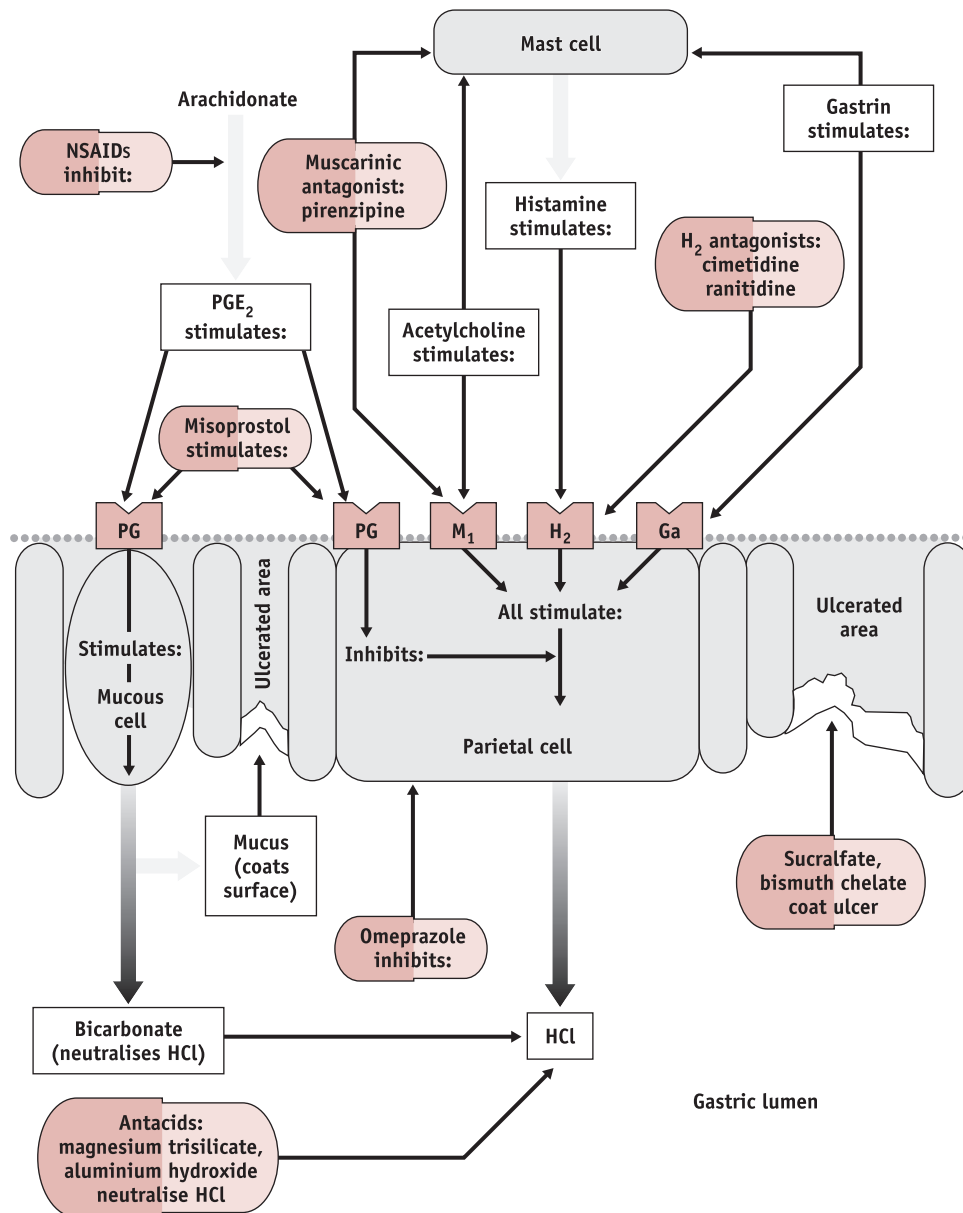 Mast cell
Arachidonate
Gastrin
stimulates:
NSAIDs
inhibit:
Muscarinic
antagonist:
pirenzipine
Histamine
stimulates:
H2 antagonists:
cimetidine
ranitidine
PGE2
stimulates:
Acetylcholine
stimulates:
Misoprostol
stimulates:
PG
PG
M1
H2
Ga
Ulcerated area
All stimulate:
Ulcerated
area
Stimulates:
Inhibits:
Mucous
cell
Parietal cell
Mucus
(coats
surface)
Sucralfate,
bismuth chelate
coat ulcer
Omeprazole
inhibits:
Bicarbonate
(neutralises HCl)
HCl
Gastric lumen
Antacids:
magnesium trisilicate,
aluminium hydroxide
neutralise HCl